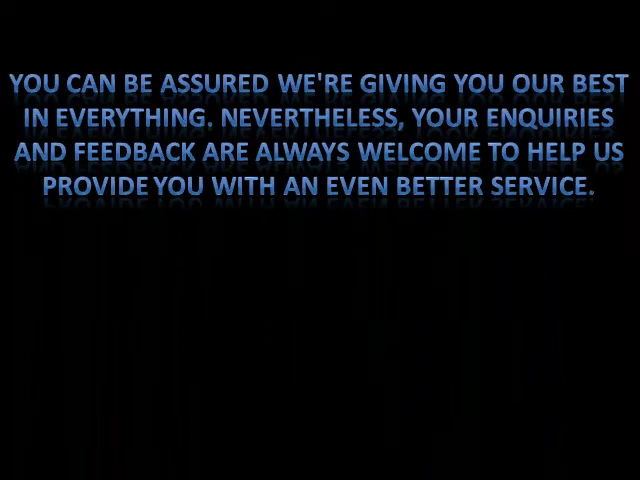 YOU CAN BE ASSURED WE'RE GIVING YOU OUR BEST
IN EVERYTHING. NEVERTHELESS, YOUR ENQUIRIES
AND FEEDBACK ARE ALWAYS WELCOME TO HELP US
PROVIDE YOU WITH AN EVEN BETTER SERVICE.